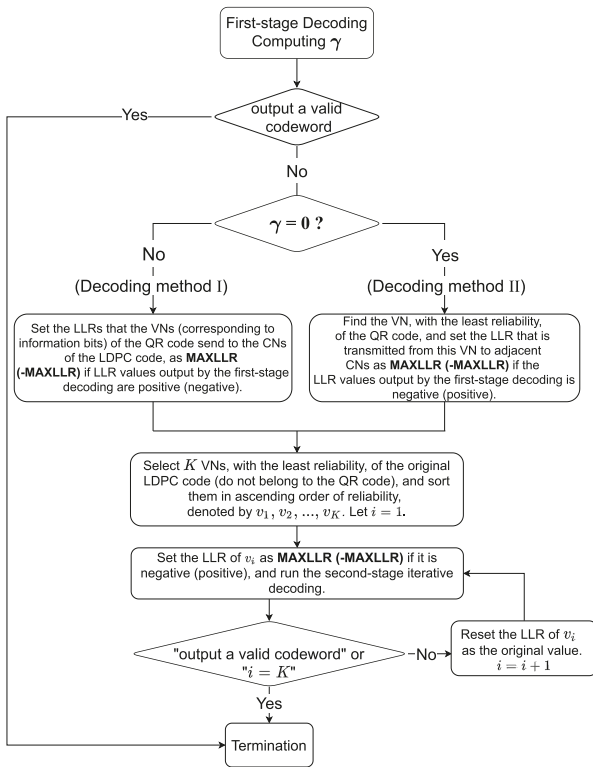 First-stage Decoding
Computing γ
output a valid
codeword
Yes
No
γ = 0 ?
No
Yes
(Decoding method I)
(Decoding method II)
Set the LLRs that the VNs (corresponding to
information bits) of the QR code send to the CNs
of the LDPC code, as MAXLLR
(-MAXLLR) if LLR values output by the first-stage
decoding are positive (negative).
Find the VN, with the least reliability,
of the QR code, and set the LLR that is
transmitted from this VN to adjacent
CNs as MAXLLR (-MAXLLR) if the
LLR values output by the first-stage decoding is
negative (positive).
Select K VNs, with the least reliability, of the original
LDPC code (do not belong to the QR code), and sort
them in ascending order of reliability,
denoted by v₁, v₂, ..., v_K. Let i = 1.
Set the LLR of vᵢ as MAXLLR (-MAXLLR) if it is
negative (positive), and run the second-stage iterative
decoding.
"output a valid codeword" or
"i = K"
No
Reset the LLR of vᵢ
as the original value.
i = i + 1
Yes
Termination